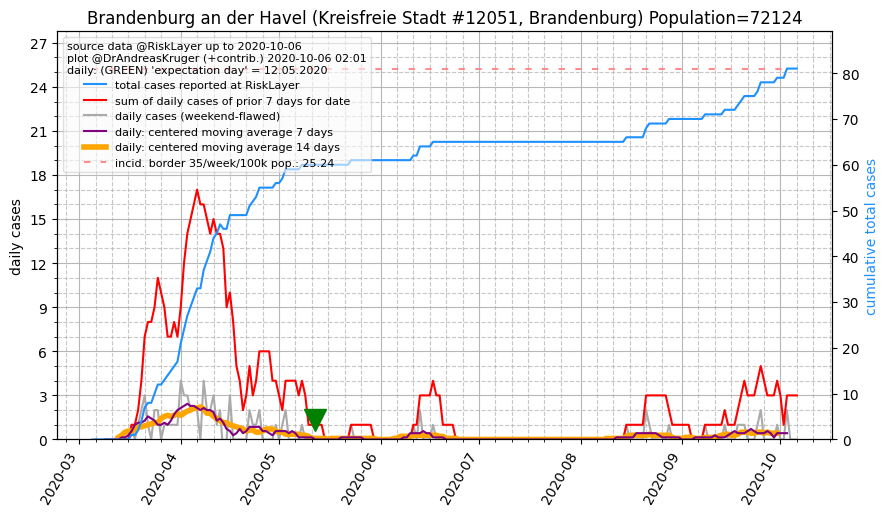 Brandenburg an der Havel (Kreisfreie Stadt #12051, Brandenburg) Population=72124
source data @RiskLayer up to 2020-10-06
plot @DrAndreasKruger (+contrib.) 2020-10-06 02:01
daily: (GREEN) 'expectation day' = 12.05.2020
total cases reported at RiskLayer
sum of daily cases of prior 7 days for date
daily cases (weekend-flawed)
daily: centered moving average 7 days
daily: centered moving average 14 days
incid. border 35/week/100k pop.: 25.24
daily cases
27
24
21
18
15
12
9
6
3
0
cumulative total cases
80
70
60
50
40
30
20
10
0
2020-03
2020-04
2020-05
2020-06
2020-07
2020-08
2020-09
2020-10